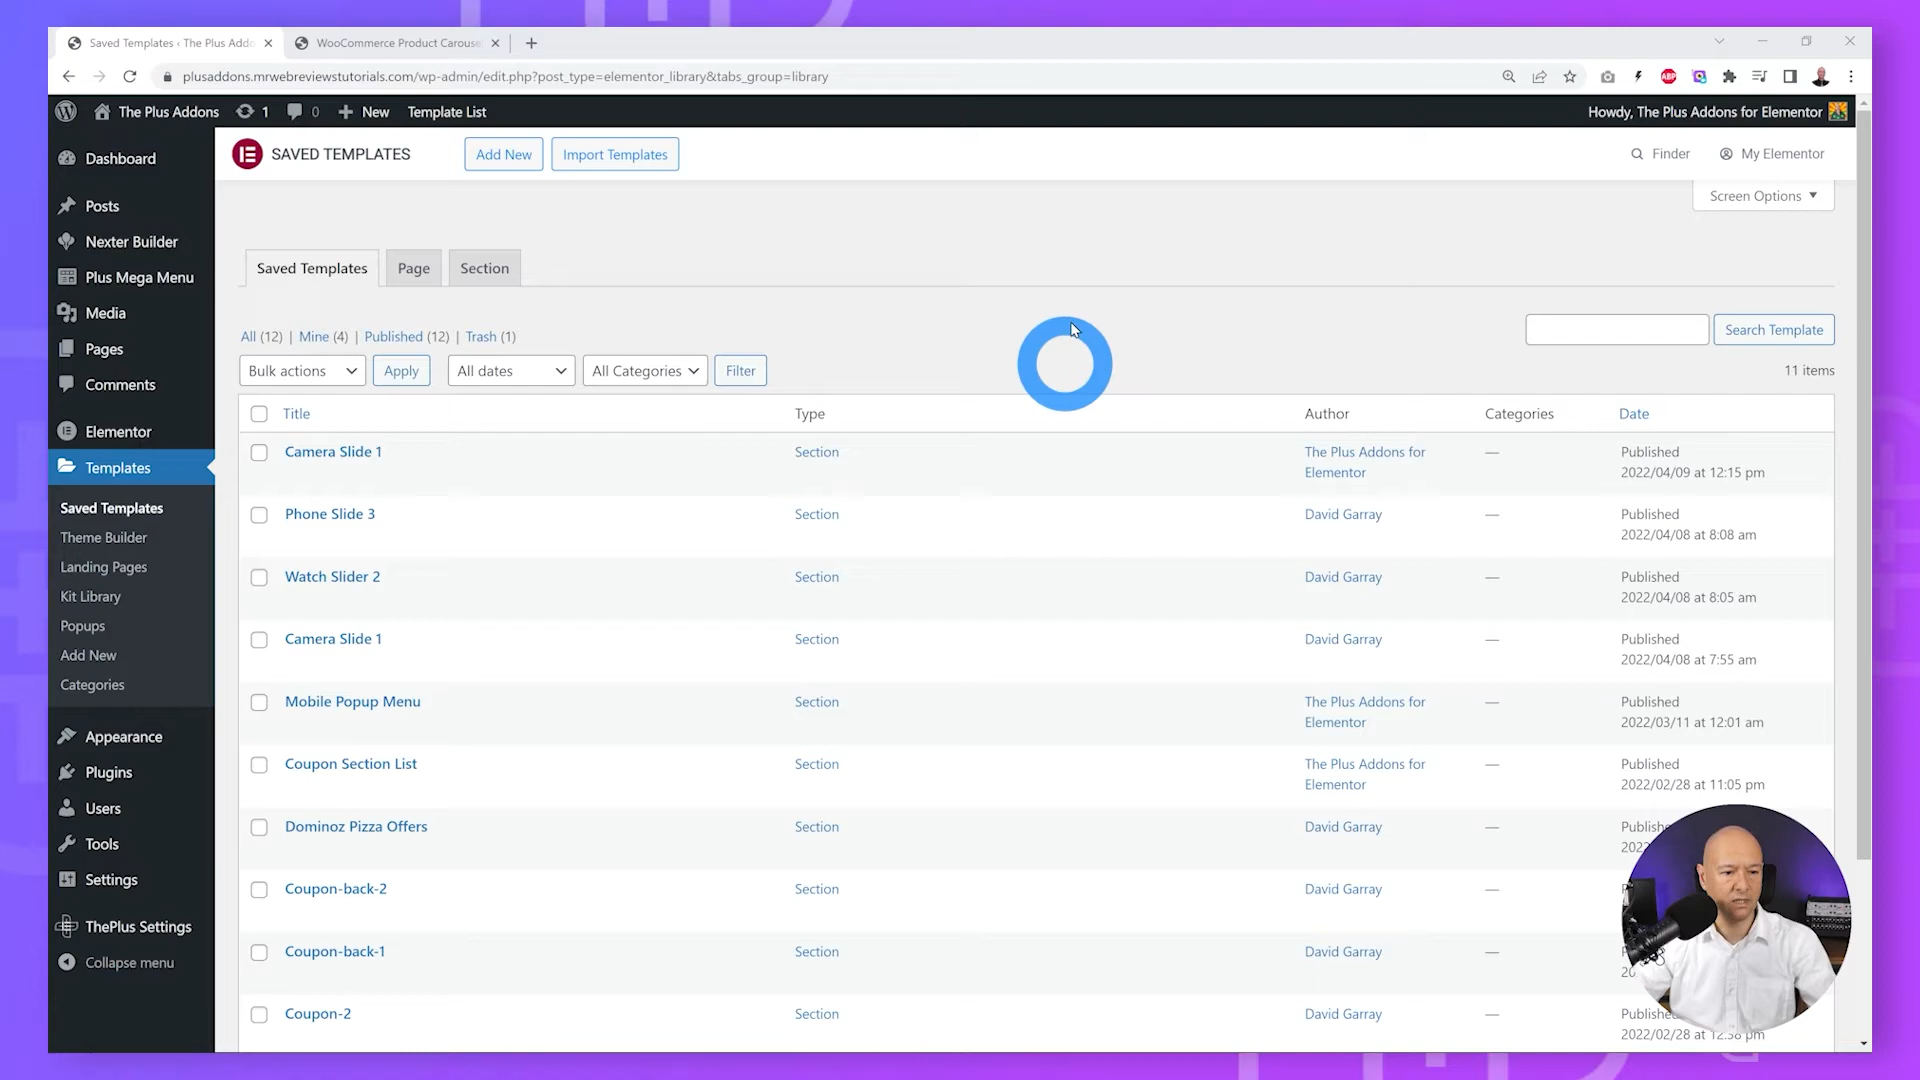 Saved Templates ‹ The Plus Addo
WooCommerce Product Carouse
plusaddons.mrwebreviewstutorials.com/wp-admin/edit.php?post_type=elementor_library&tabs_group=library
ABP
The Plus Addons 1 0 New Template List Howdy, The Plus Addons for Elementor
SAVED TEMPLATES Add New Import Templates Finder My Elementor
Screen Options
Dashboard
Posts
Nexter Builder
Plus Mega Menu
Media
Pages
Comments
Elementor
Templates
Saved Templates
Theme Builder
Landing Pages
Kit Library
Popups
Add New
Categories
Appearance
Plugins
Users
Tools
Settings
ThePlus Settings
Collapse menu
Saved Templates Page Section
All (12) | Mine (4) | Published (12) | Trash (1)
Search Template
Bulk actions Apply All dates All Categories Filter 11 items
Title Type Author Categories Date
Camera Slide 1 Section The Plus Addons for Elementor — Published 2022/04/09 at 12:15 pm
Phone Slide 3 Section David Garray — Published 2022/04/08 at 8:08 am
Watch Slider 2 Section David Garray — Published 2022/04/08 at 8:05 am
Camera Slide 1 Section David Garray — Published 2022/04/08 at 7:55 am
Mobile Popup Menu Section The Plus Addons for Elementor — Published 2022/03/11 at 12:01 am
Coupon Section List Section The Plus Addons for Elementor — Published 2022/02/28 at 11:05 pm
Dominoz Pizza Offers Section David Garray —
Coupon-back-2 Section David Garray —
Coupon-back-1 Section David Garray —
Coupon-2 Section David Garray — 2022/02/28 at 12:58 pm